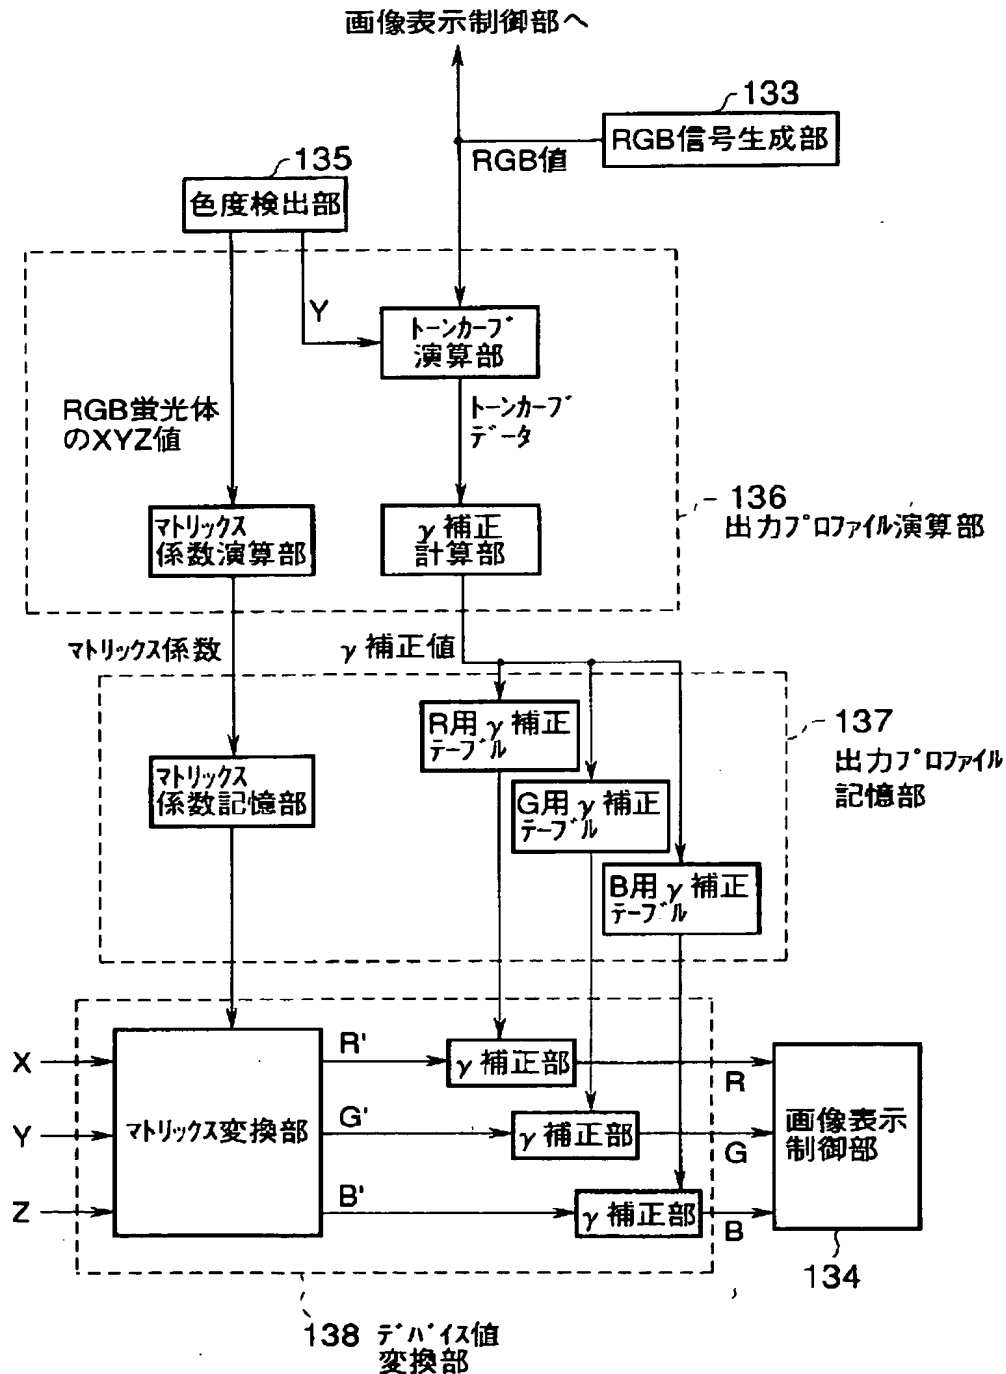 画像表示制御部へ
133
RGB信号生成部
RGB値
135
色度検出部
Y
トーンカーブ
演算部
RGB蛍光体
のXYZ値
トーンカーブ
データ
136
出力プロファイル演算部
マトリックス
係数演算部
γ補正
計算部
マトリックス係数
γ補正値
R用γ補正
テーブル
137
出力プロファイル
記憶部
マトリックス
係数記憶部
G用γ補正
テーブル
B用γ補正
テーブル
X
Y
Z
マトリックス変換部
R'
G'
B'
γ補正部
γ補正部
γ補正部
R
G
B
画像表示
制御部
134
138 デバイス値
変換部